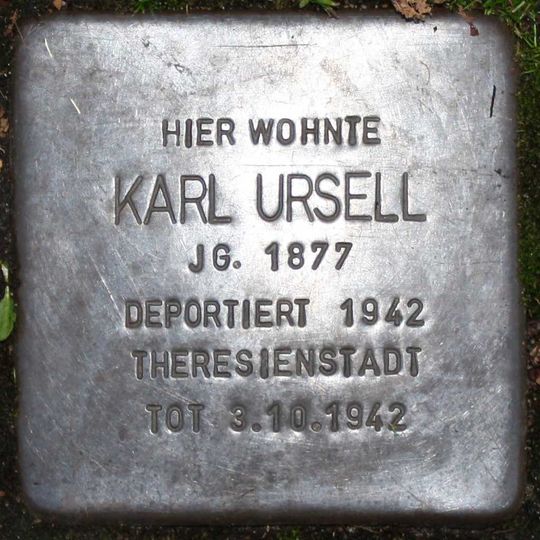 HIER WOHNTE
KARL URSELL
JG. 1877
DEPORTIERT 1942
THERESIENSTADT
TOT 3.10.1942